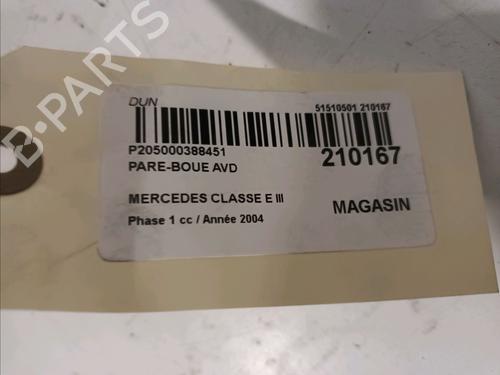 DUN
51510501 210167
P205000388451
210167
PARE-BOUE AVD
MERCEDES CLASSE E III
MAGASIN
Phase 1 cc / Année 2004
B-PARTS